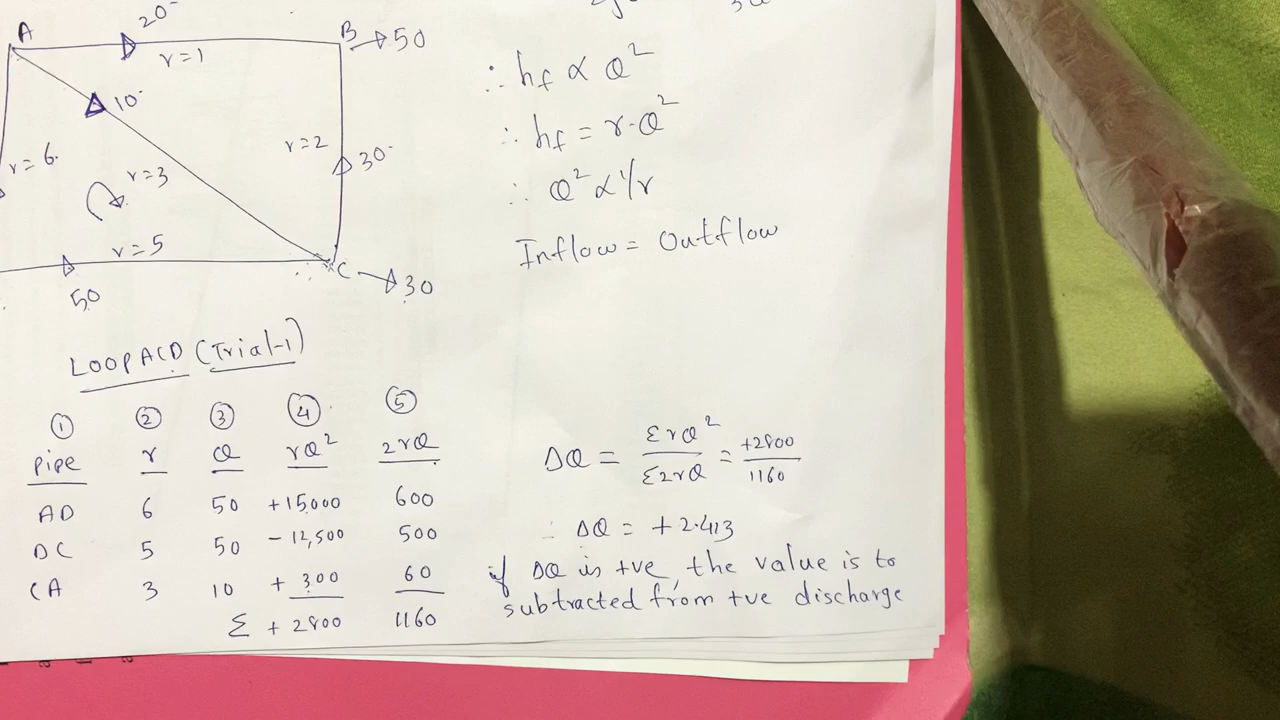 A
20
B
50
r=1
10
r=6
r=2
30
r=3
r=5
C
30
50
∴ hf ∝ Q²
∴ hf = r·Q²
∴ Q² ∝ 1/r
Inflow = Outflow
LOOP ACD (Trial-1)
① ② ③ ④ ⑤
Pipe r Q rQ² 2rQ
AD 6 50 +15,000 600
DC 5 50 -12,500 500
CA 3 10 +300 60
Σ +2800 1160
ΔQ = ΣrQ² / Σ2rQ = +2800 / 1160
∴ ΔQ = +2.413
if ΔQ is +ve, the value is to
subtracted from +ve discharge